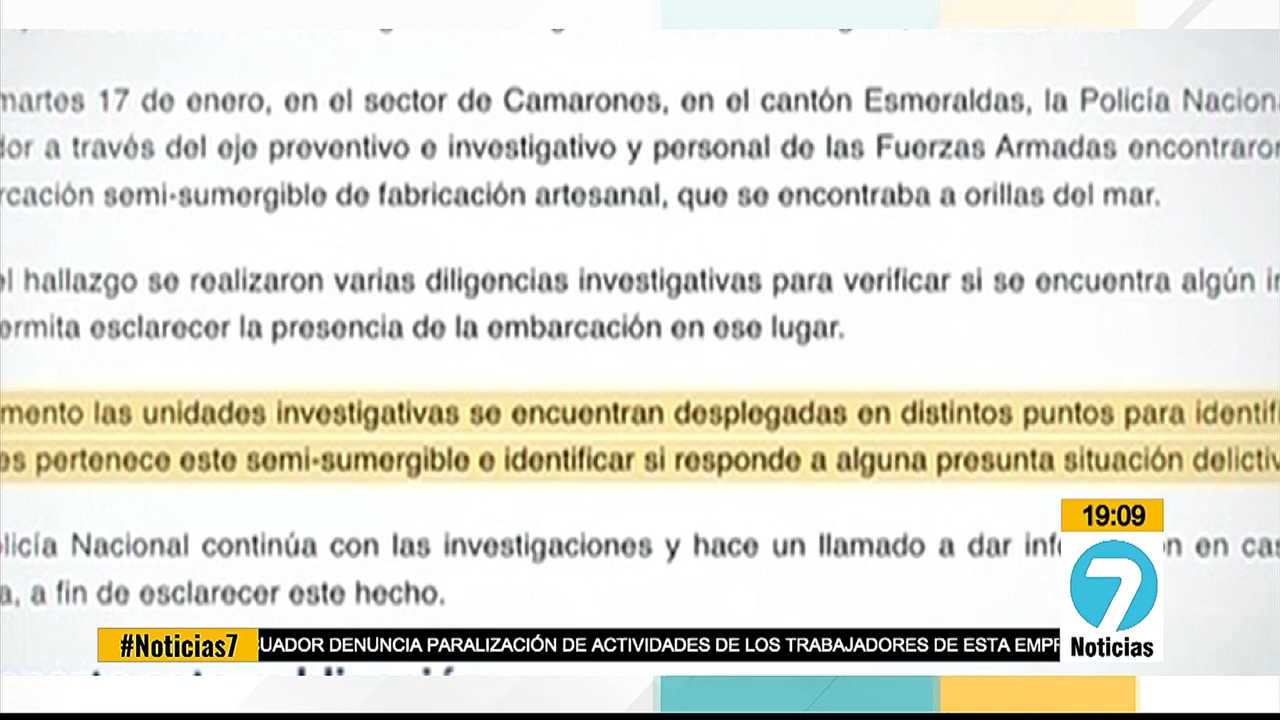 martes 17 de enero, en el sector de Camarones, en el cantón Esmeraldas, la Policía Nacion
dor a través del eje preventivo e investigativo y personal de las Fuerzas Armadas encontraron
rcación semi-sumergible de fabricación artesanal, que se encontraba a orillas del mar.
el hallazgo se realizaron varias diligencias investigativas para verificar si se encuentra algún in
ermita esclarecer la presencia de la embarcación en ese lugar.
mento las unidades investigativas se encuentran desplegadas en distintos puntos para identif
es pertenece este semi-sumergible e identificar si responde a alguna presunta situación delictiv
olicía Nacional continúa con las investigaciones y hace un llamado a dar inf n en cas
a, a fin de esclarecer este hecho.
19:09
7
Noticias
#Noticias7
CUADOR DENUNCIA PARALIZACIÓN DE ACTIVIDADES DE LOS TRABAJADORES DE ESTA EMPR